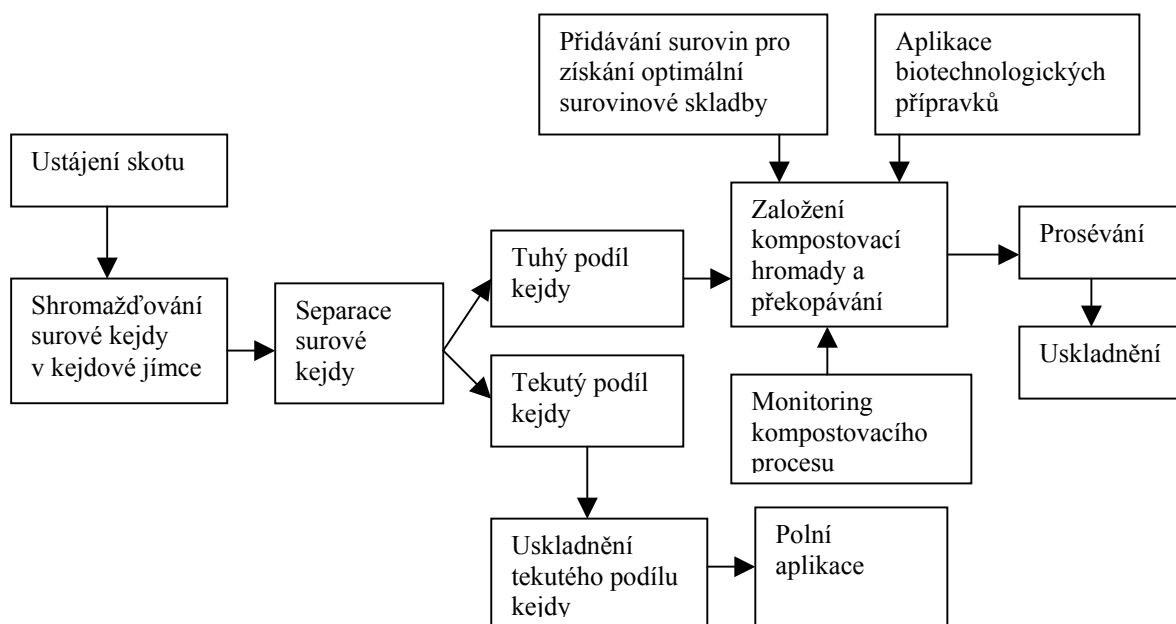 Přidávání surovin pro
získání optimální
surovinové skladby
Aplikace
biotechnologických
přípravků
Ustájení skotu
Shromažďování
surové kejdy
v kejdové jímce
Separace
surové
kejdy
Tuhý podíl
kejdy
Tekutý podíl
kejdy
Založení
kompostovací
hromady a
překopávání
Prosévání
Uskladnění
Monitoring
kompostovacího
procesu
Uskladnění
tekutého podílu
kejdy
Polní
aplikace